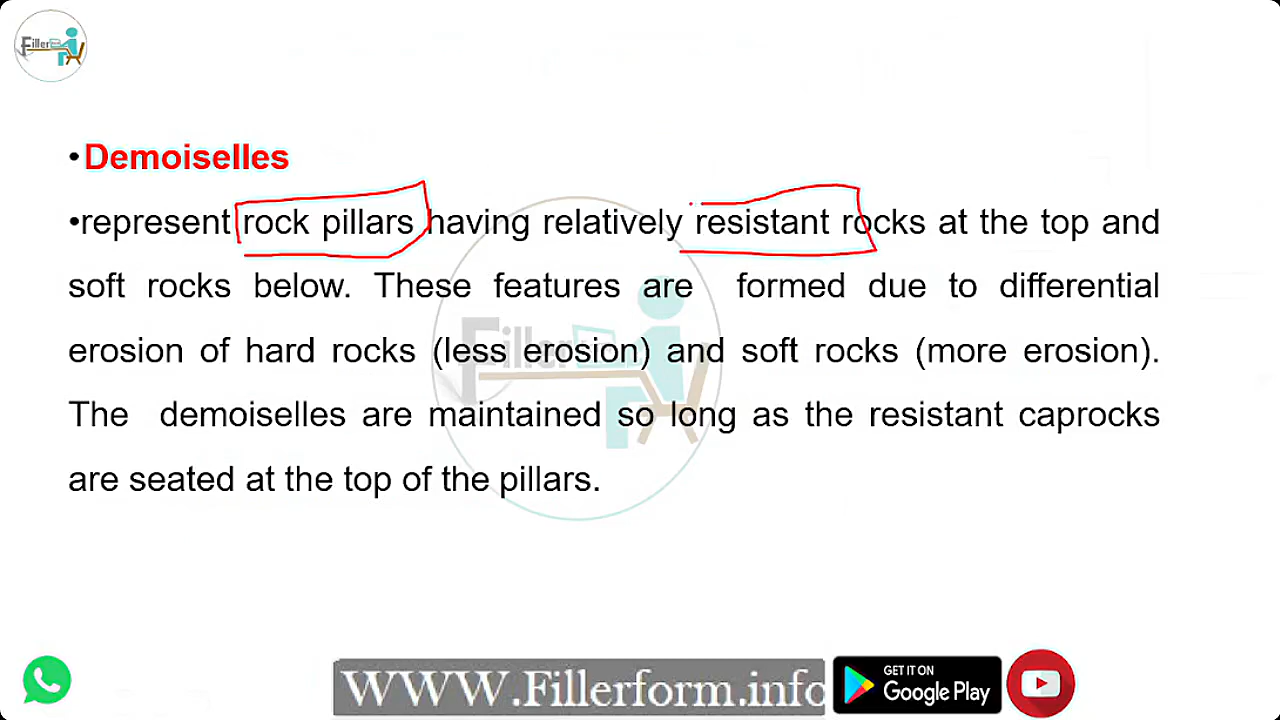 Filler
•Demoiselles
•represent rock pillars having relatively resistant rocks at the top and
soft rocks below. These features are formed due to differential
erosion of hard rocks (less erosion) and soft rocks (more erosion).
The demoiselles are maintained so long as the resistant caprocks
are seated at the top of the pillars.
Filler
WWW.Fillerform.info
GET IT ON
Google Play